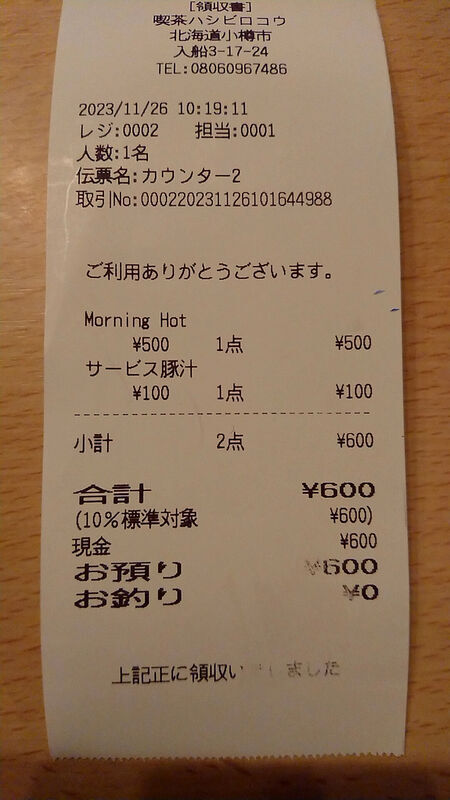 [領収書]
喫茶ハシビロコウ
北海道小樽市
入船3-17-24
TEL:08060967486
2023/11/26 10:19:11
レジ:0002 担当:0001
人数:1名
伝票名:カウンター2
取引No:000220231126101644988
ご利用ありがとうございます。
Morning Hot
¥500 1点 ¥500
サービス豚汁
¥100 1点 ¥100
小計 2点 ¥600
合計 ¥600
(10%標準対象 ¥600)
現金 ¥600
お預り ¥600
お釣り ¥0
上記正に領収いたしました